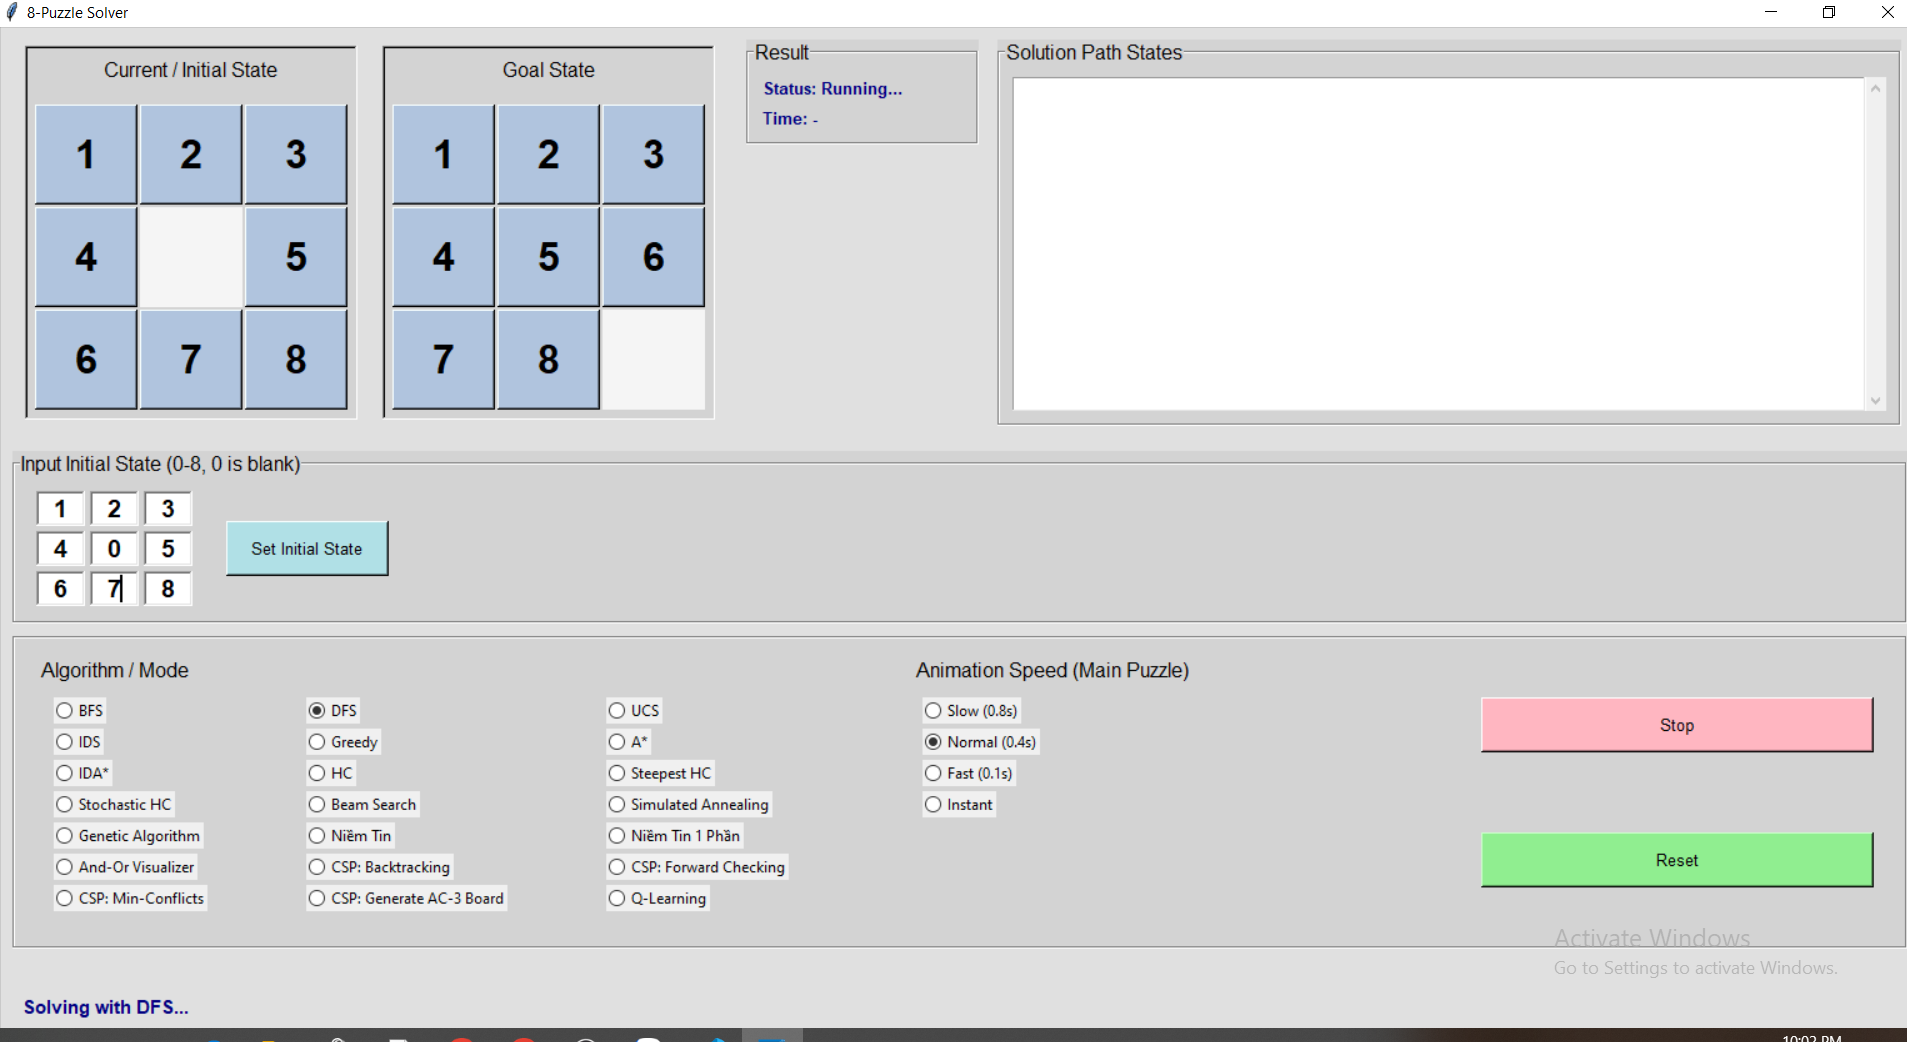 8-Puzzle Solver
Current / Initial State
1 2 3
4 5
6 7 8
Goal State
1 2 3
4 5 6
7 8
Result
Status: Running...
Time: -
Solution Path States
Input Initial State (0-8, 0 is blank)
1 2 3
4 0 5
6 7 8
Set Initial State
Algorithm / Mode
BFS DFS UCS
IDS Greedy A*
IDA* HC Steepest HC
Stochastic HC Beam Search Simulated Annealing
Genetic Algorithm Niềm Tin Niềm Tin 1 Phần
And-Or Visualizer CSP: Backtracking CSP: Forward Checking
CSP: Min-Conflicts CSP: Generate AC-3 Board Q-Learning
Animation Speed (Main Puzzle)
Slow (0.8s)
Normal (0.4s)
Fast (0.1s)
Instant
Stop
Reset
Activate Windows
Go to Settings to activate Windows.
Solving with DFS...
10:02 PM